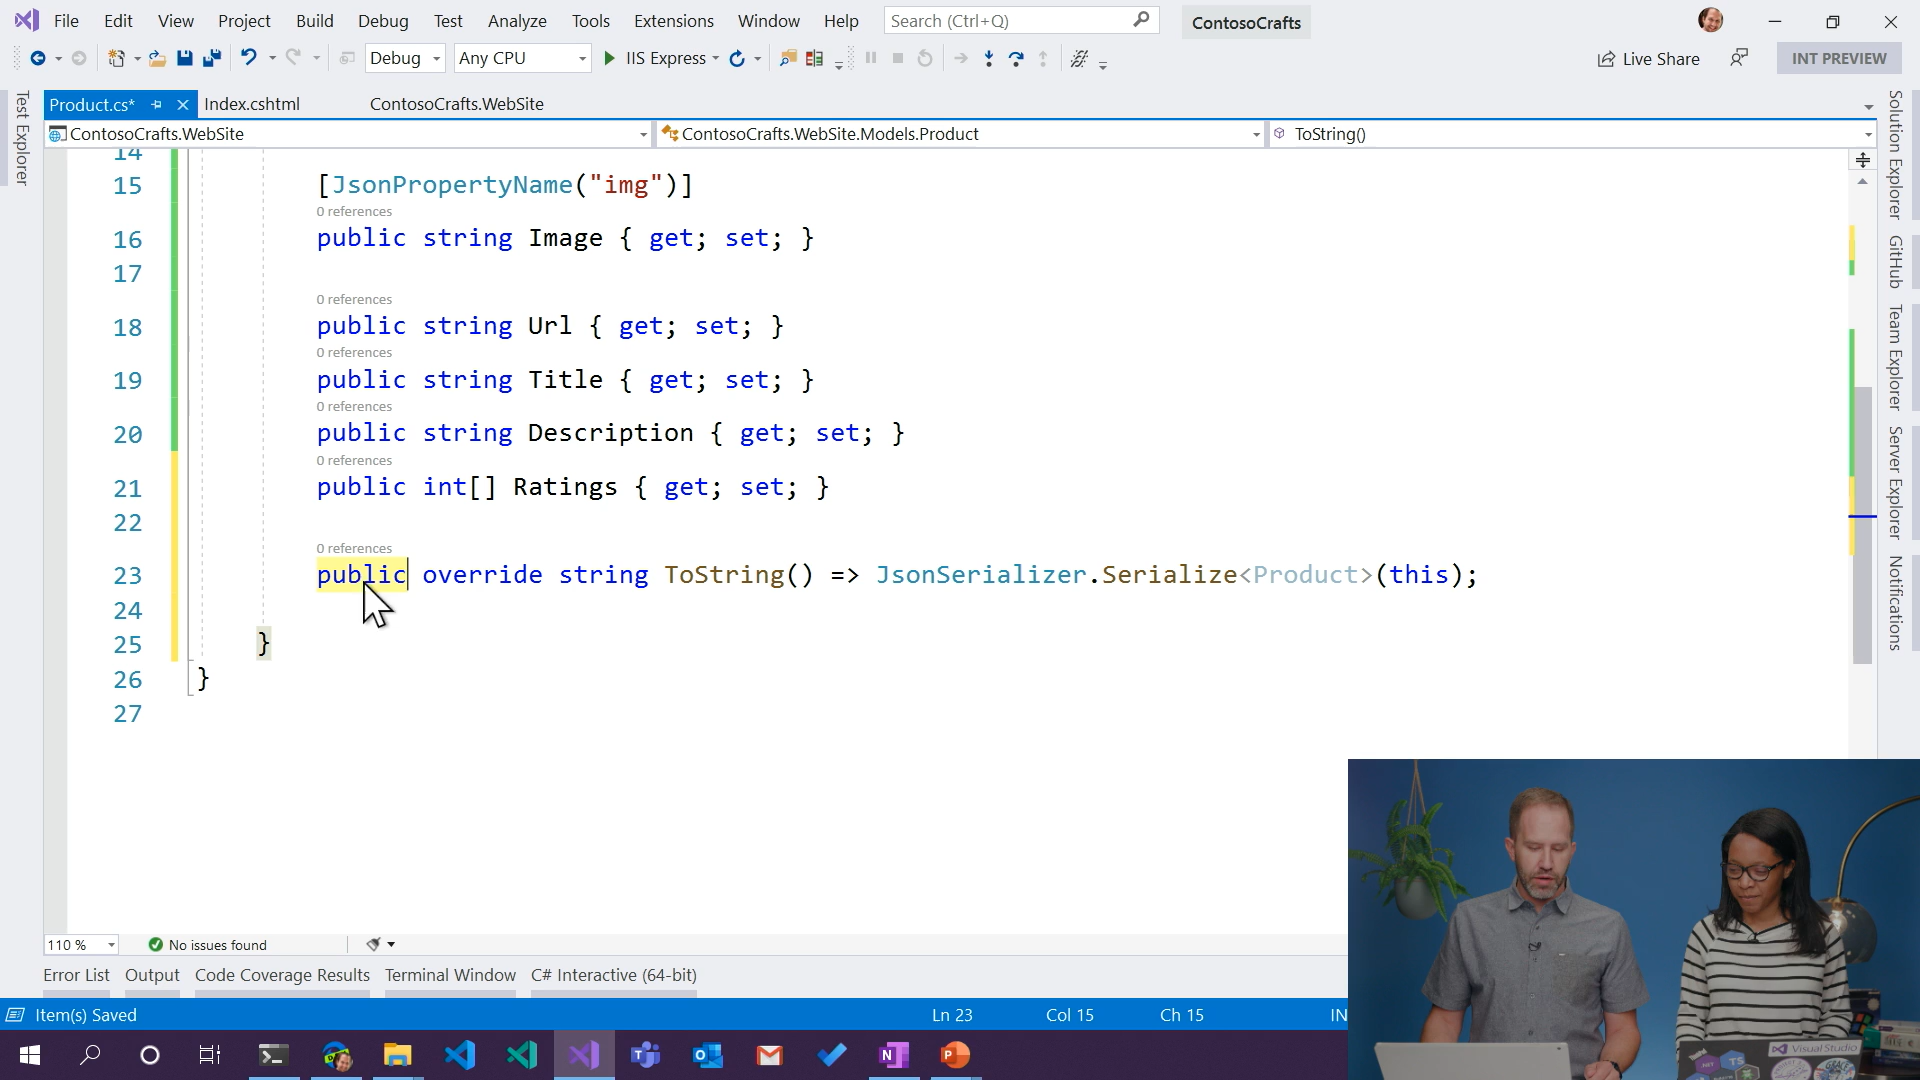 File Edit View Project Build Debug Test Analyze Tools Extensions Window Help Search (Ctrl+Q) ContosoCrafts
Debug Any CPU IIS Express Live Share INT PREVIEW
Test Explorer
Product.cs* Index.cshtml ContosoCrafts.WebSite
ContosoCrafts.WebSite ContosoCrafts.WebSite.Models.Product ToString()
14
15 [JsonPropertyName("img")]
0 references
16 public string Image { get; set; }
17
0 references
18 public string Url { get; set; }
0 references
19 public string Title { get; set; }
0 references
20 public string Description { get; set; }
0 references
21 public int[] Ratings { get; set; }
22
0 references
23 public override string ToString() => JsonSerializer.Serialize<Product>(this);
24
25 }
26 }
27
Solution Explorer
GitHub
Team Explorer
Server Explorer
Notifications
110 % No issues found
Error List Output Code Coverage Results Terminal Window C# Interactive (64-bit)
Item(s) Saved Ln 23 Col 15 Ch 15 IN
Visual Studio